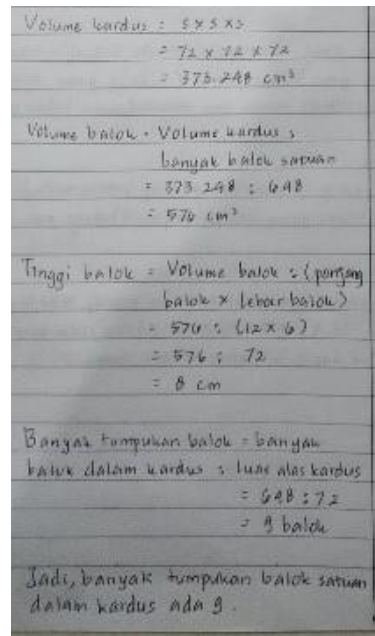 Volume kardus = s x s x s
= 72 x 72 x 72
= 373.248 cm³
Volume balok = Volume kardus :
banyak balok satuan
= 373.248 : 648
= 576 cm³
Tinggi balok = Volume balok : (panjang
balok x lebar balok)
= 576 : (12 x 6)
= 576 : 72
= 8 cm
Banyak tumpukan balok = banyak
balok dalam kardus : luas alas kardus
= 648 : 72
= 9 balok
Jadi, banyak tumpukan balok satuan
dalam kardus ada 9.